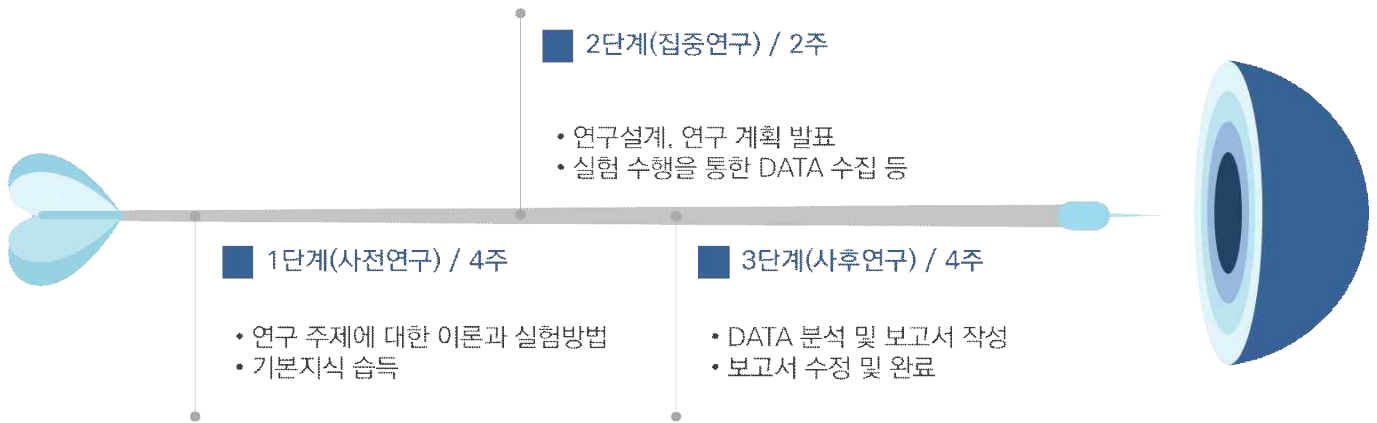 2단계(집중연구) / 2주
• 연구설계, 연구 계획 발표
• 실험 수행을 통한 DATA 수집 등
1단계(사전연구) / 4주
• 연구 주제에 대한 이론과 실험방법
• 기본지식 습득
3단계(사후연구) / 4주
• DATA 분석 및 보고서 작성
• 보고서 수정 및 완료